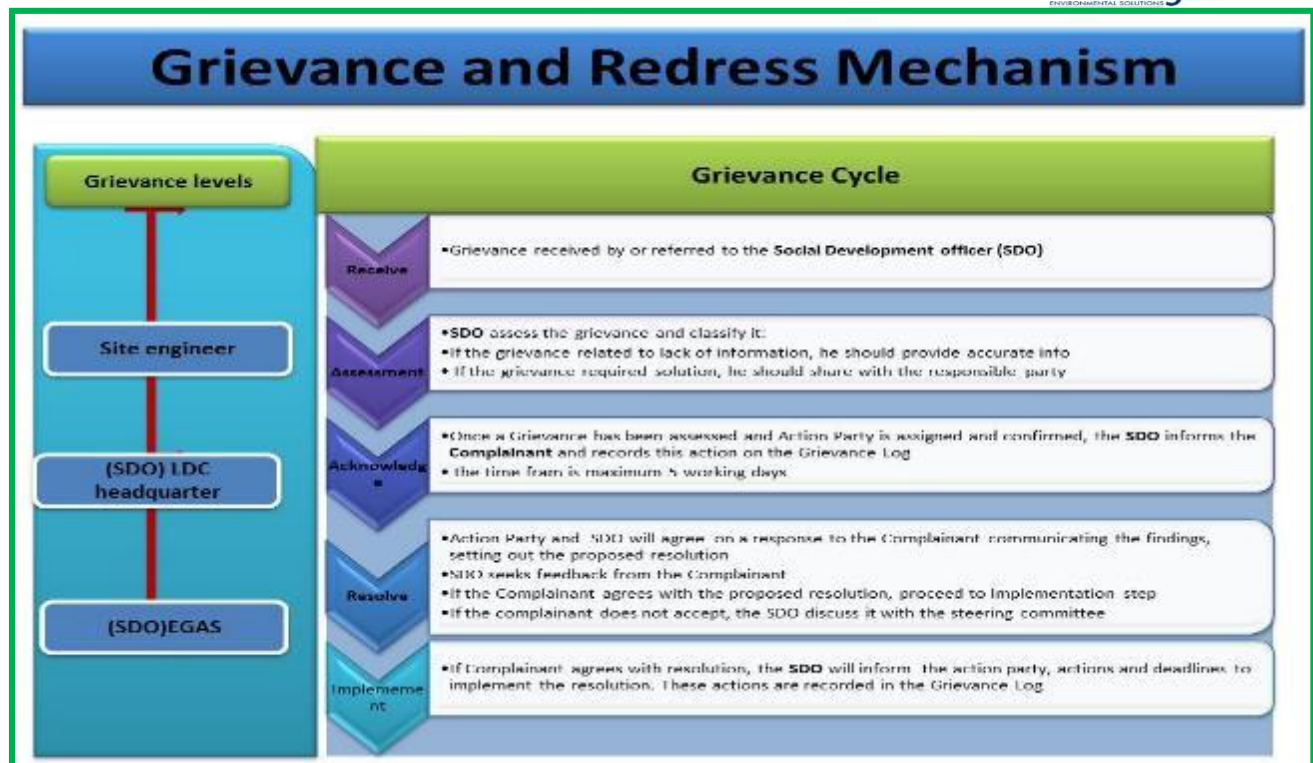 ENVIRONMENTAL SOLUTIONS
Grievance and Redress Mechanism
Grievance levels
Site engineer
(SDO) LDC
headquarter
(SDO)EGAS
Grievance Cycle
Receive
•Grievance received by or referred to the Social Development officer (SDO)
Assessment
•SDO assess the grievance and classify it:
•If the grievance related to lack of information, he should provide accurate info
• If the grievance required solution, he should share with the responsible party
Acknowledg
e
•Once a Grievance has been assessed and Action Party is assigned and confirmed, the SDO informs the
Complainant and records this action on the Grievance Log
• the time fram is maximum 5 working days
Resolve
•Action Party and SDO will agree on a response to the Complainant communicating the findings,
setting out the proposed resolution
•SDO seeks feedback from the Complainant
•If the Complainant agrees with the proposed resolution, proceed to Implementation step
•If the complainant does not accept, the SDO discuss it with the steering committee
Implememe
nt
•If Complainant agrees with resolution, the SDO will inform the action party, actions and deadlines to
implement the resolution. These actions are recorded in the Grievance Log